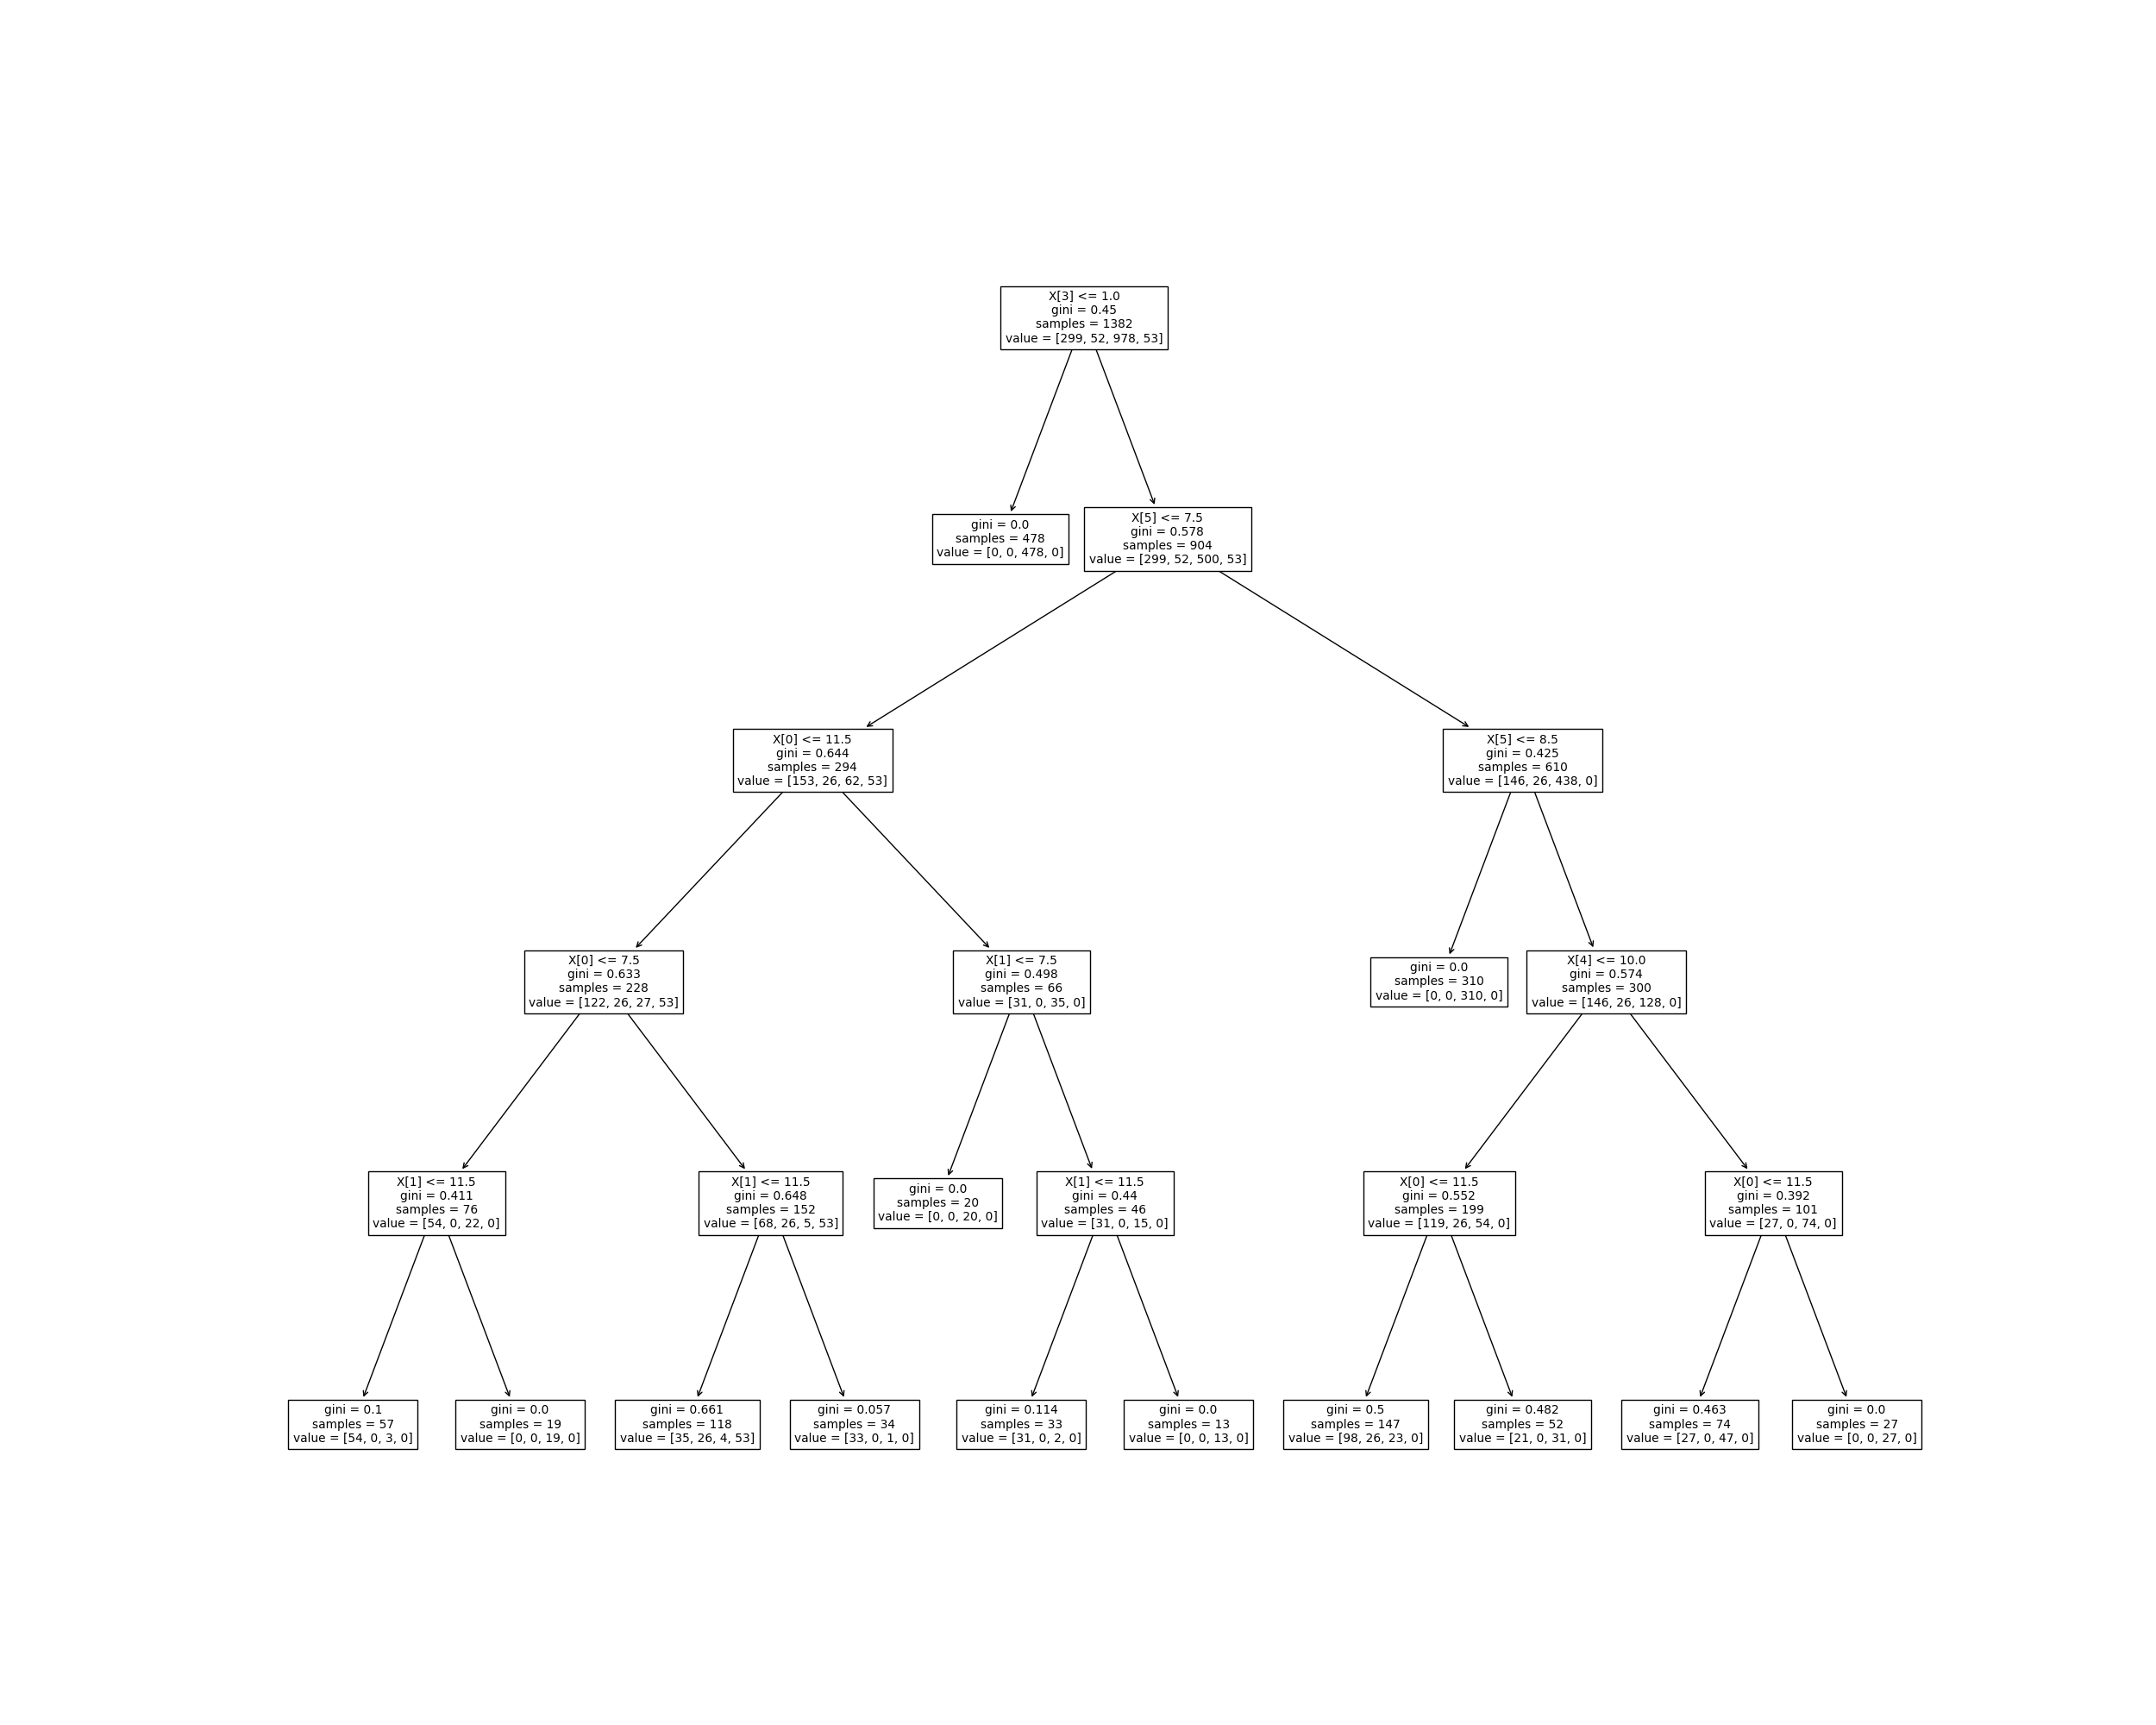 X[3] <= 1.0
gini = 0.45
samples = 1382
value = [299, 52, 978, 53]
gini = 0.0
samples = 478
value = [0, 0, 478, 0]
X[5] <= 7.5
gini = 0.578
samples = 904
value = [299, 52, 500, 53]
X[0] <= 11.5
gini = 0.644
samples = 294
value = [153, 26, 62, 53]
X[5] <= 8.5
gini = 0.425
samples = 610
value = [146, 26, 438, 0]
X[0] <= 7.5
gini = 0.633
samples = 228
value = [122, 26, 27, 53]
X[1] <= 7.5
gini = 0.498
samples = 66
value = [31, 0, 35, 0]
gini = 0.0
samples = 310
value = [0, 0, 310, 0]
X[4] <= 10.0
gini = 0.574
samples = 300
value = [146, 26, 128, 0]
X[1] <= 11.5
gini = 0.411
samples = 76
value = [54, 0, 22, 0]
X[1] <= 11.5
gini = 0.648
samples = 152
value = [68, 26, 5, 53]
gini = 0.0
samples = 20
value = [0, 0, 20, 0]
X[1] <= 11.5
gini = 0.44
samples = 46
value = [31, 0, 15, 0]
X[0] <= 11.5
gini = 0.552
samples = 199
value = [119, 26, 54, 0]
X[0] <= 11.5
gini = 0.392
samples = 101
value = [27, 0, 74, 0]
gini = 0.1
samples = 57
value = [54, 0, 3, 0]
gini = 0.0
samples = 19
value = [0, 0, 19, 0]
gini = 0.661
samples = 118
value = [35, 26, 4, 53]
gini = 0.057
samples = 34
value = [33, 0, 1, 0]
gini = 0.114
samples = 33
value = [31, 0, 2, 0]
gini = 0.0
samples = 13
value = [0, 0, 13, 0]
gini = 0.5
samples = 147
value = [98, 26, 23, 0]
gini = 0.482
samples = 52
value = [21, 0, 31, 0]
gini = 0.463
samples = 74
value = [27, 0, 47, 0]
gini = 0.0
samples = 27
value = [0, 0, 27, 0]